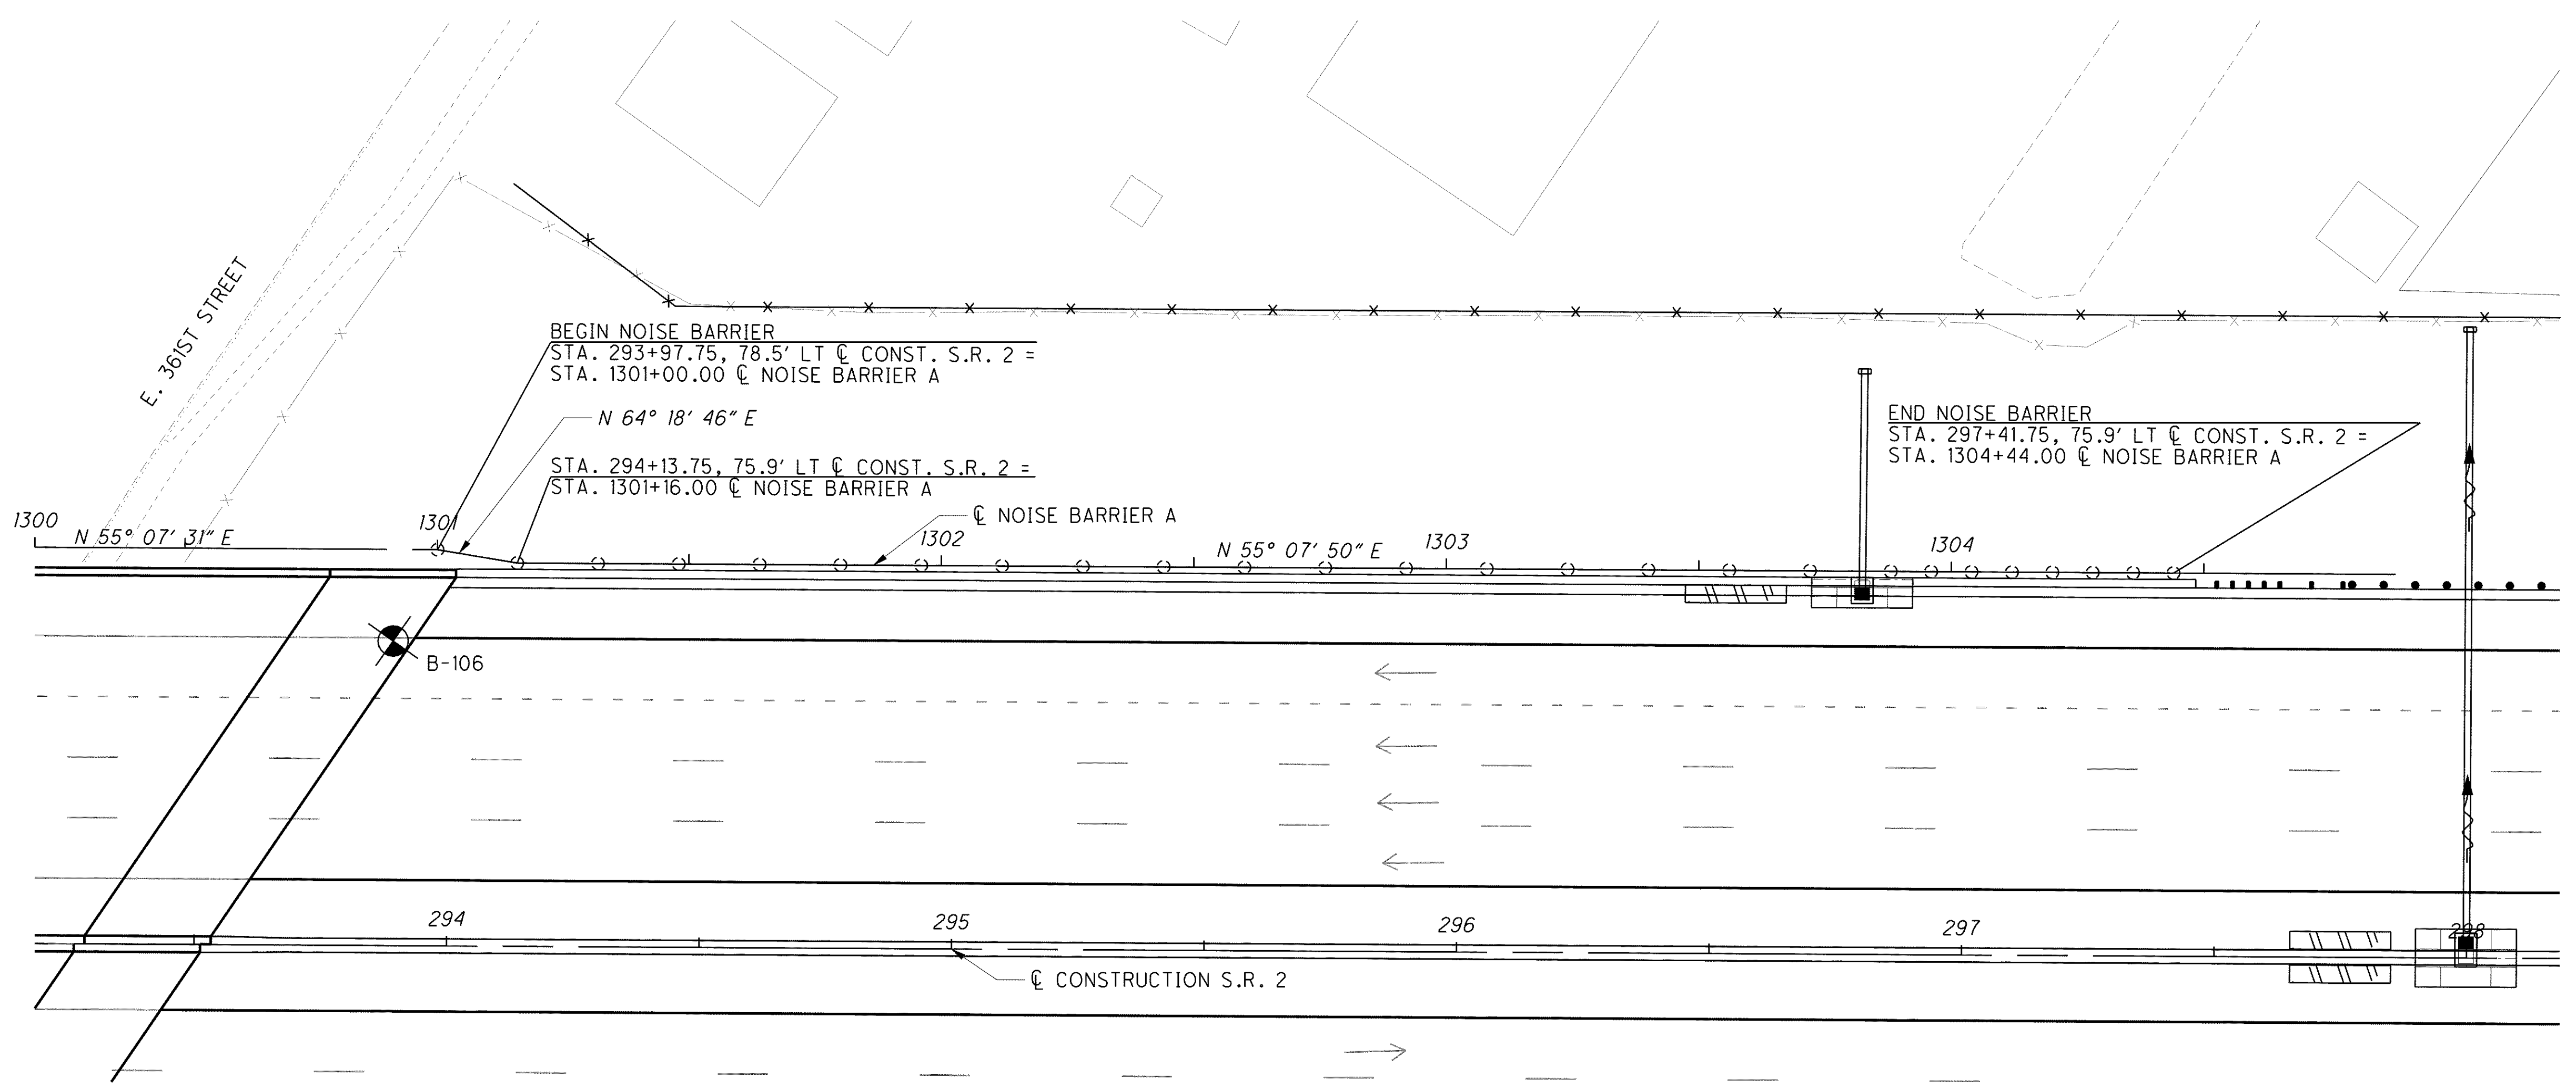 E. 361ST STREET
BEGIN NOISE BARRIER
STA. 293+97.75, 78.5' LT ℄ CONST. S.R. 2 =
STA. 1301+00.00 ℄ NOISE BARRIER A
N 64° 18' 46" E
END NOISE BARRIER
STA. 297+41.75, 75.9' LT ℄ CONST. S.R. 2 =
STA. 1304+44.00 ℄ NOISE BARRIER A
STA. 294+13.75, 75.9' LT ℄ CONST. S.R. 2 =
STA. 1301+16.00 ℄ NOISE BARRIER A
℄ NOISE BARRIER A
1300
N 55° 07' 31" E
1301
1302
N 55° 07' 50" E
1303
1304
B-106
294
295
296
297
298
℄ CONSTRUCTION S.R. 2